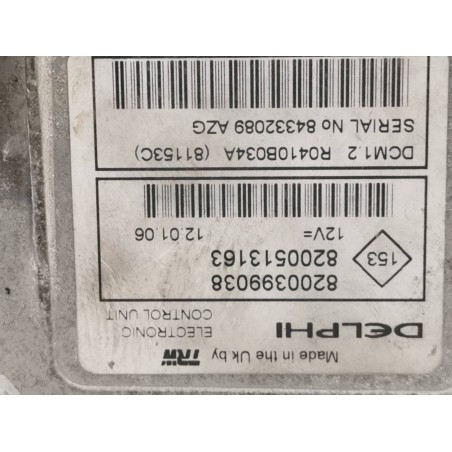 Made in the Uk by TRW
DELPHI
ELECTRONIC
CONTROL UNIT
8200399038
8200513163
153
12V=
12.01.06
DCM1.2 R0410B034A (81153C)
SERIAL No 84332089 AZG